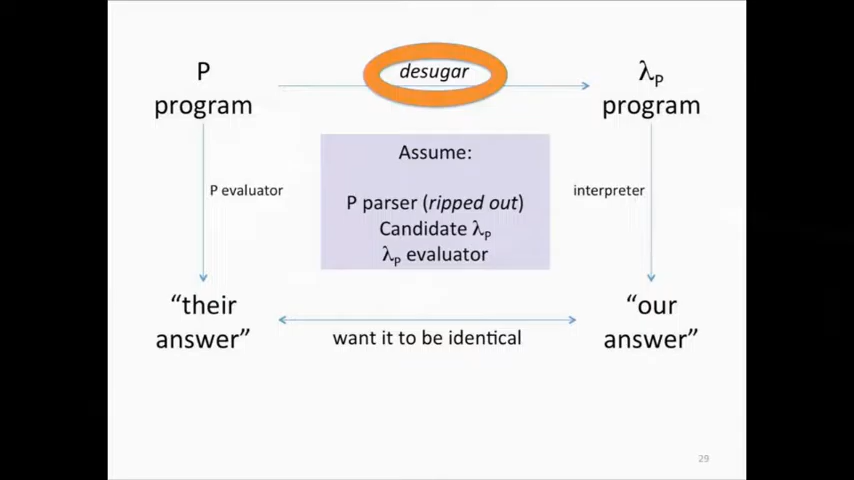 P
program
desugar
λP
program
Assume:
P parser (ripped out)
Candidate λP
λP evaluator
P evaluator
interpreter
“their
answer”
want it to be identical
“our
answer”
29